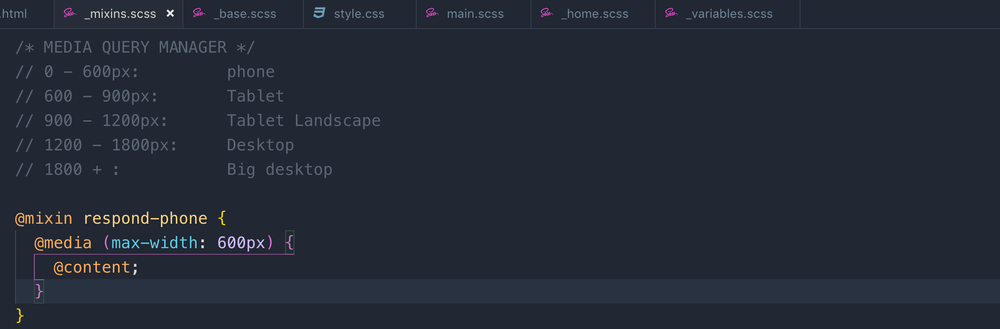 .html _mixins.scss × _base.scss style.css main.scss _home.scss _variables.scss
/* MEDIA QUERY MANAGER */
// 0 - 600px: phone
// 600 - 900px: Tablet
// 900 - 1200px: Tablet Landscape
// 1200 - 1800px: Desktop
// 1800 + : Big desktop
@mixin respond-phone {
@media (max-width: 600px) {
@content;
}
}